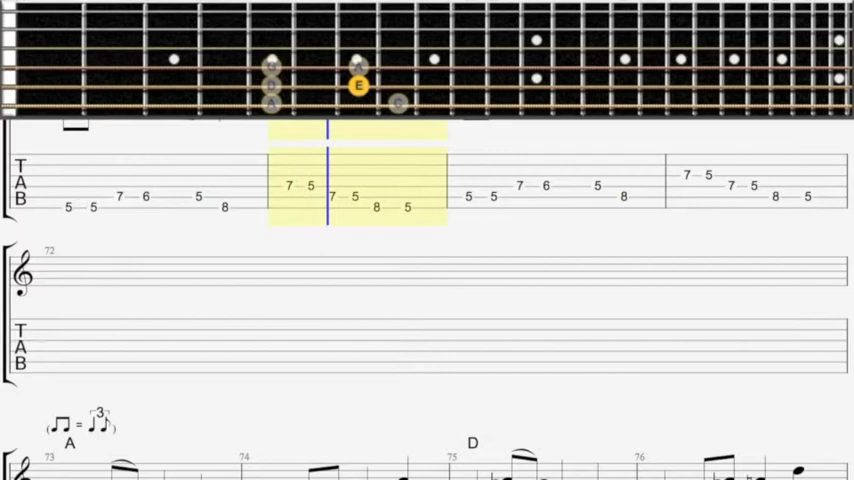 G A
D E
A C
T
A
B
7 5 7 5
7 6 5 7 5 5 5 7 6 5 7 5
5 5 8 8 5 8 8 5
72
T
A
B
( = 3 )
A D
73 74 75 76